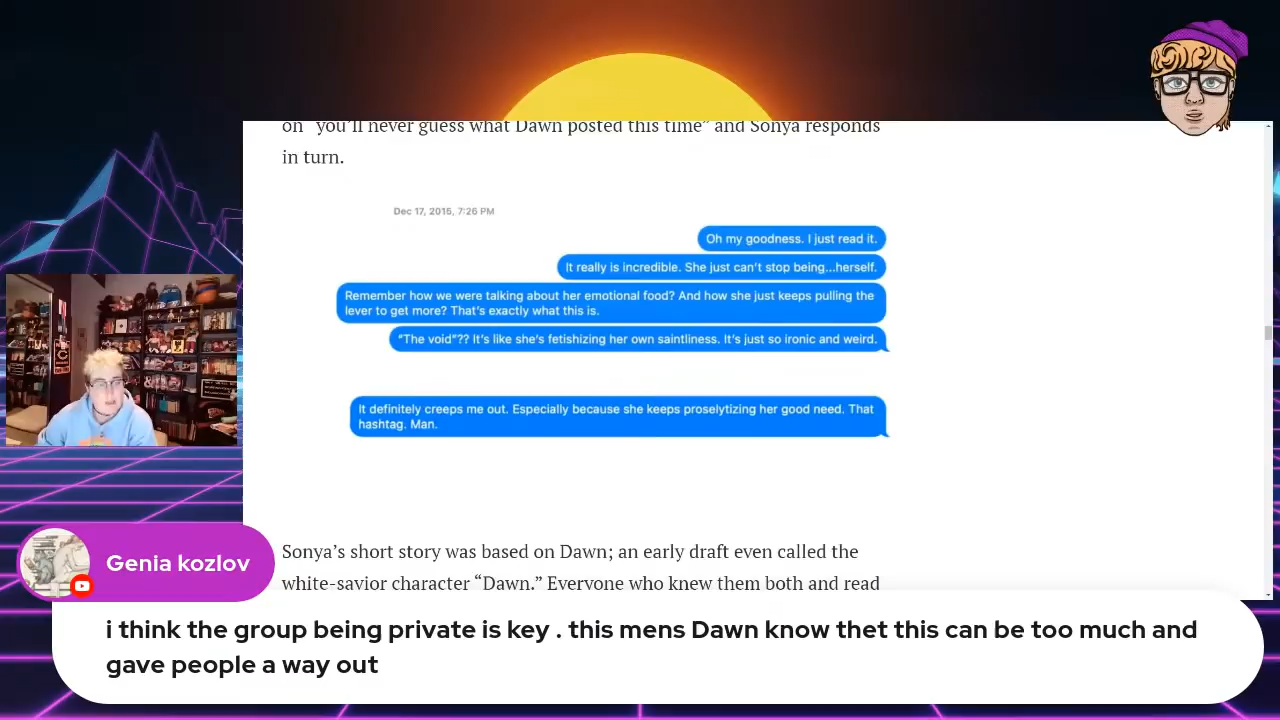 on “you’ll never guess what Dawn posted this time” and Sonya responds
in turn.
Dec 17, 2015, 7:26 PM
Oh my goodness. I just read it.
It really is incredible. She just can’t stop being...herself.
Remember how we were talking about her emotional food? And how she just keeps pulling the
lever to get more? That’s exactly what this is.
“The void”?? It’s like she’s fetishizing her own saintliness. It’s just so ironic and weird.
It definitely creeps me out. Especially because she keeps proselytizing her good need. That
hashtag. Man.
Sonya’s short story was based on Dawn; an early draft even called the
white-savior character “Dawn.” Everyone who knew them both and read
Genia kozlov
i think the group being private is key . this mens Dawn know thet this can be too much and
gave people a way out